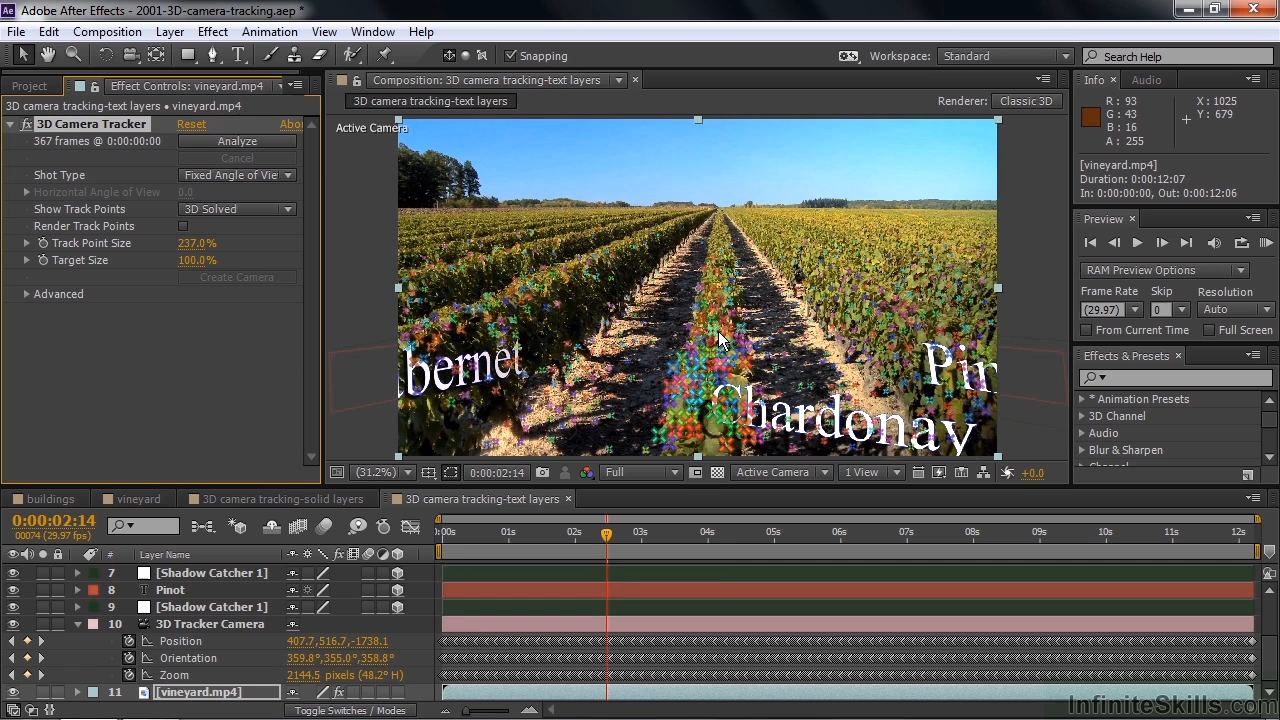 Adobe After Effects - 2001-3D-camera-tracking.aep *
File Edit Composition Layer Effect Animation View Window Help
Snapping
Workspace: Standard
Search Help
Project
Effect Controls: vineyard.mp4
3D camera tracking-text layers • vineyard.mp4
fx 3D Camera Tracker Reset Abo
367 frames @ 0:00:00:00 Analyze
Cancel
Shot Type Fixed Angle of Vie
Horizontal Angle of View 0.0
Show Track Points 3D Solved
Render Track Points
Track Point Size 237.0%
Target Size 100.0%
Create Camera
Advanced
Composition: 3D camera tracking-text layers
3D camera tracking-text layers
Renderer: Classic 3D
Active Camera
bernet
Chardonay
Pin
(31.2%) 0:00:02:14 Full Active Camera 1 View +0.0
Info Audio
R : 93 X : 1025
G : 43 Y : 679
B : 16
A : 255
[vineyard.mp4]
Duration: 0:00:12:07
In: 0:00:00:00, Out: 0:00:12:06
Preview
RAM Preview Options
Frame Rate Skip Resolution
(29.97) 0 Auto
From Current Time Full Screen
Effects & Presets
* Animation Presets
3D Channel
Audio
Blur & Sharpen
buildings vineyard 3D camera tracking-solid layers 3D camera tracking-text layers
0:00:02:14
00074 (29.97 fps)
:00s 01s 02s 03s 04s 05s 06s 07s 08s 09s 10s 11s 12s
# Layer Name
7 [Shadow Catcher 1]
8 T Pinot
9 [Shadow Catcher 1]
10 3D Tracker Camera
Position 407.7,516.7,-1738.1
Orientation 359.8°,355.0°,358.8°
Zoom 2144.5 pixels (48.2° H)
11 [vineyard.mp4] fx
Toggle Switches / Modes
InfiniteSkills.com